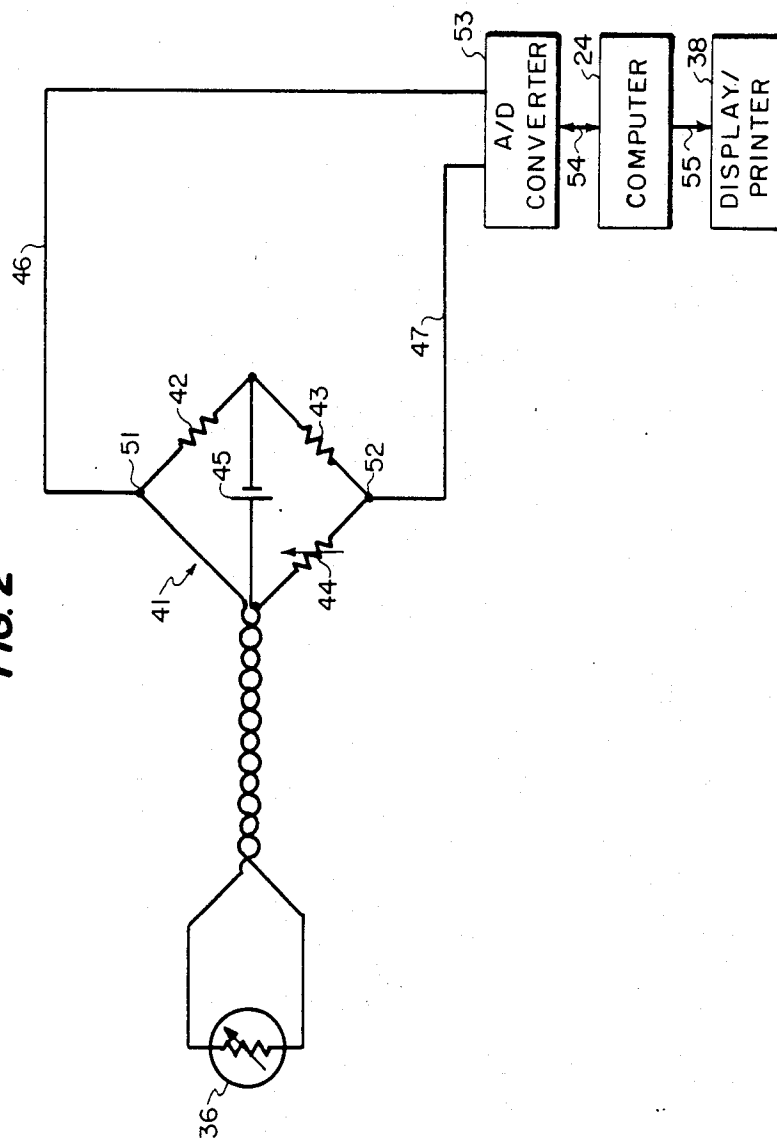 FIG. 2
46
51
42
41
45
43
44
52
47
36
53
A/D
CONVERTER
54
24
COMPUTER
55
38
DISPLAY/
PRINTER